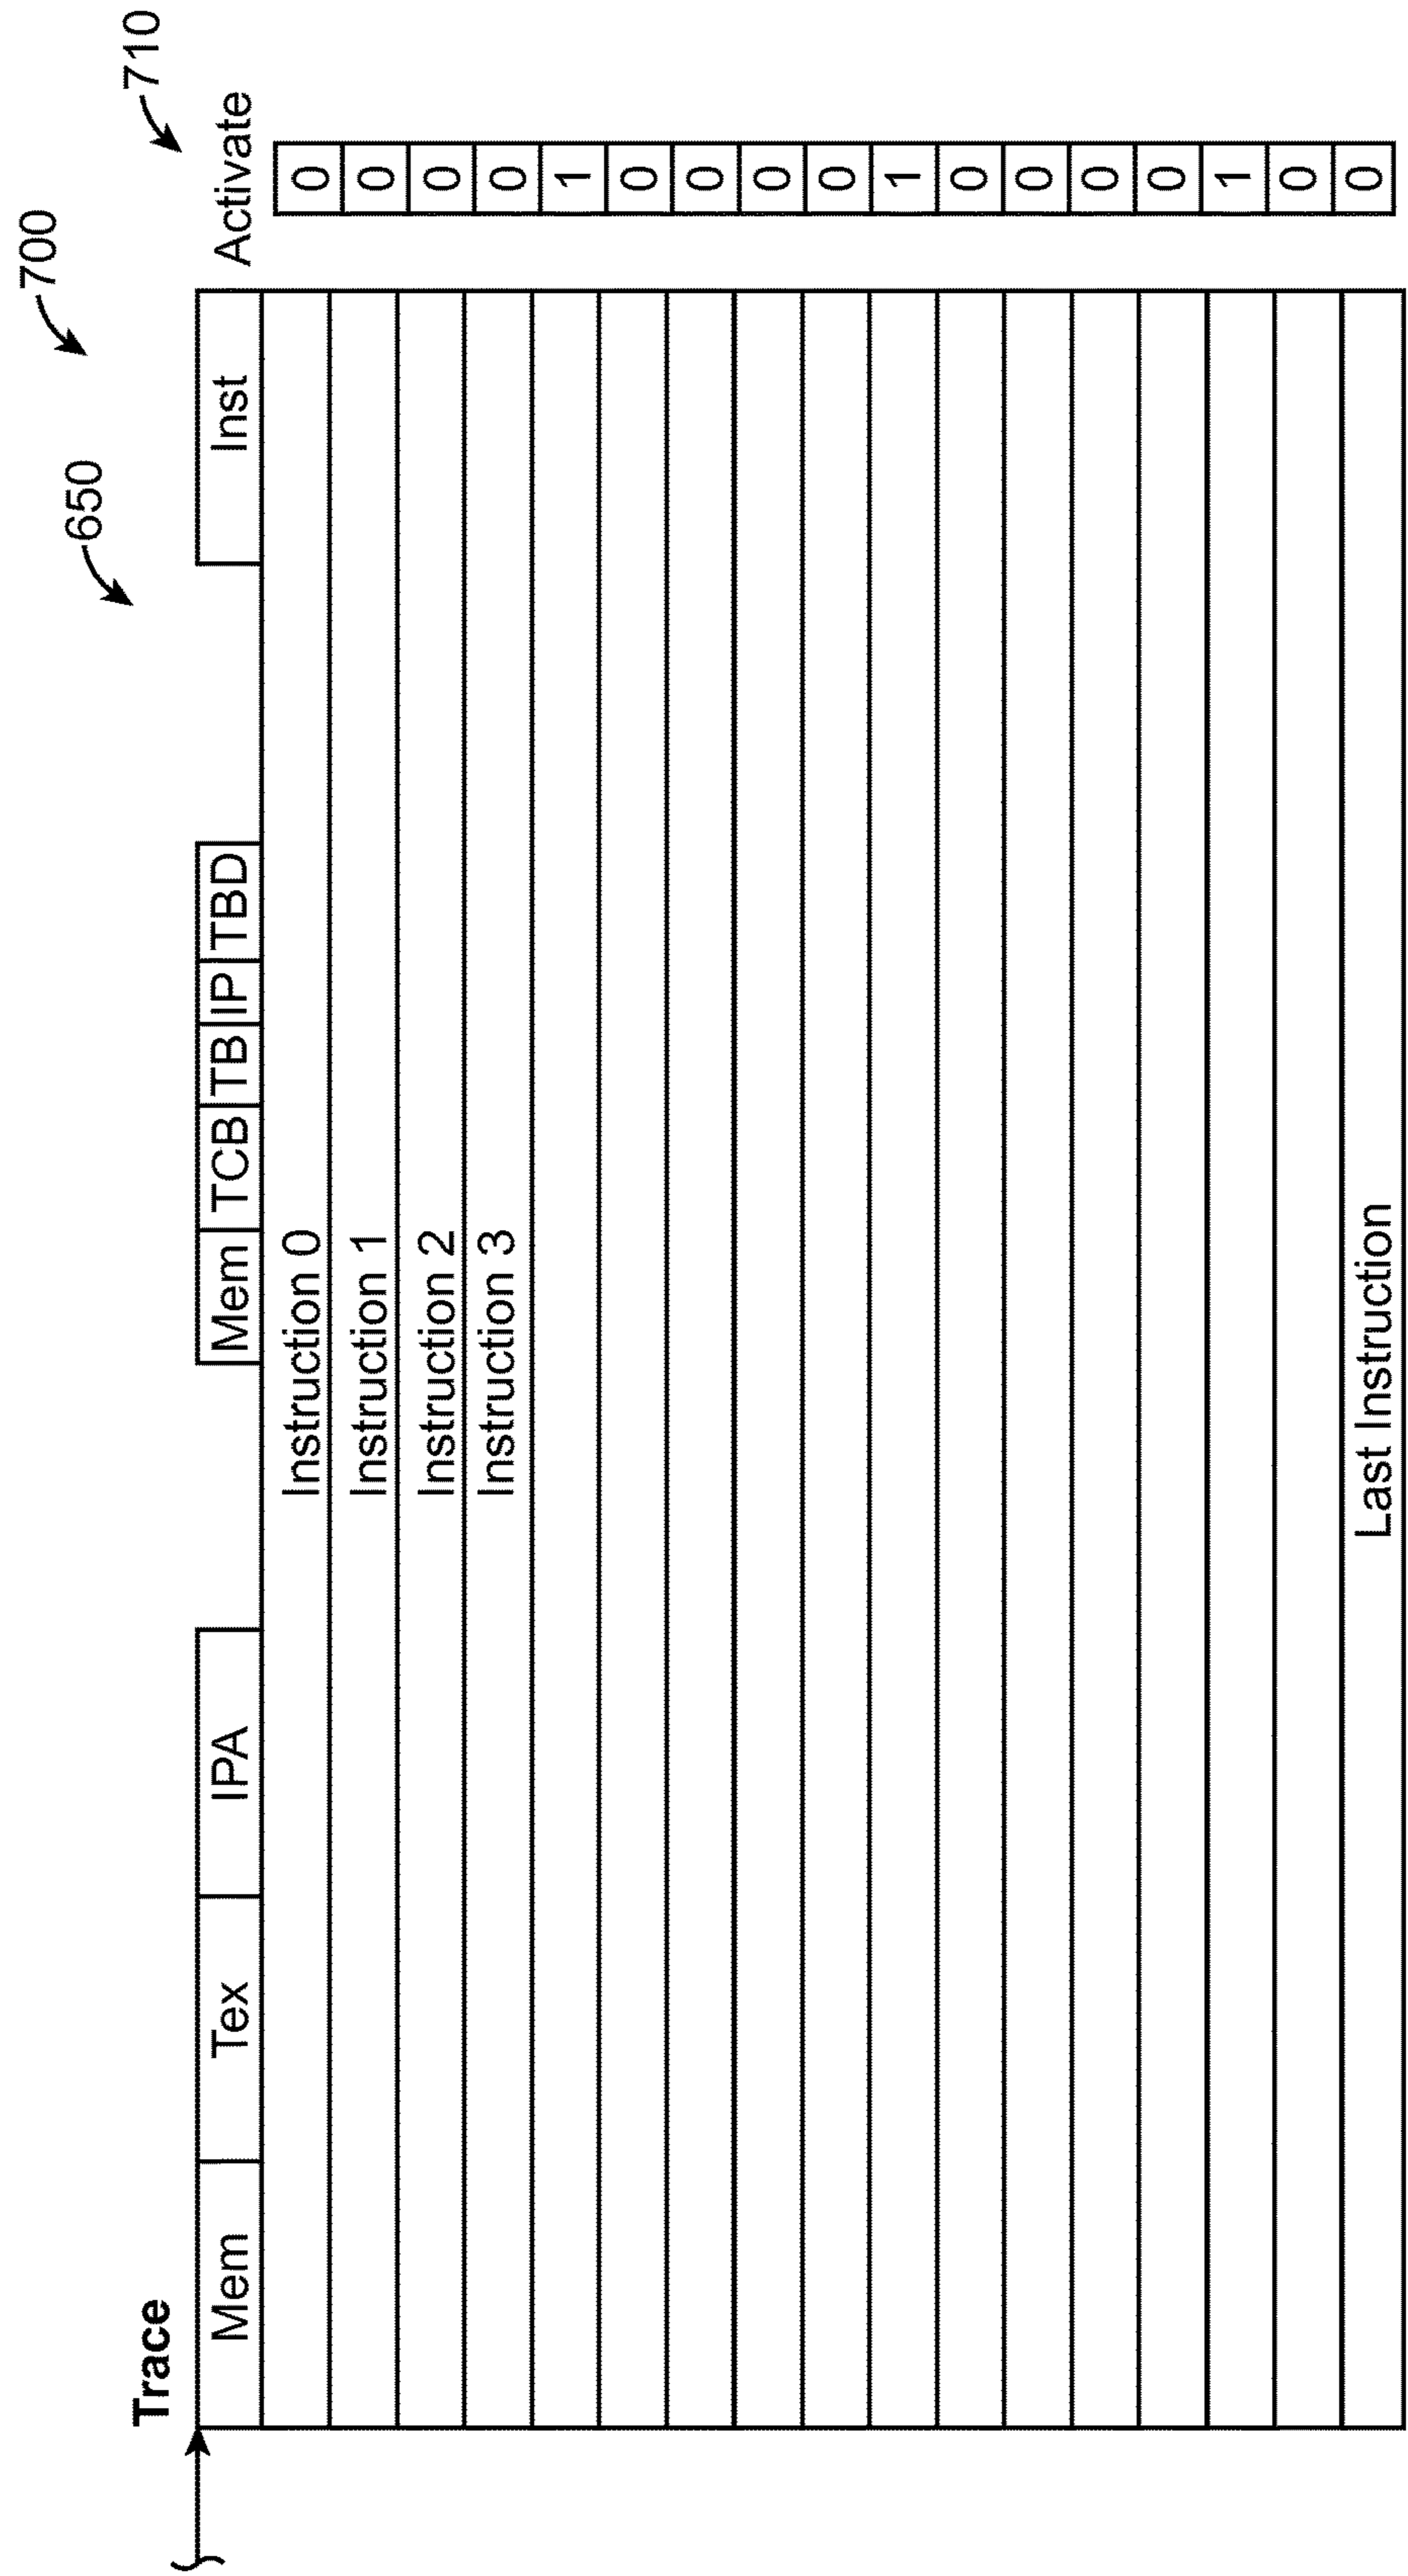 700
710
650
Trace
Activate
Mem Tex IPA Mem TCB TB IP TBD Inst
Instruction 0 0
Instruction 1 0
Instruction 2 0
Instruction 3 0
1
0
0
0
0
1
0
0
0
0
1
0
Last Instruction 0